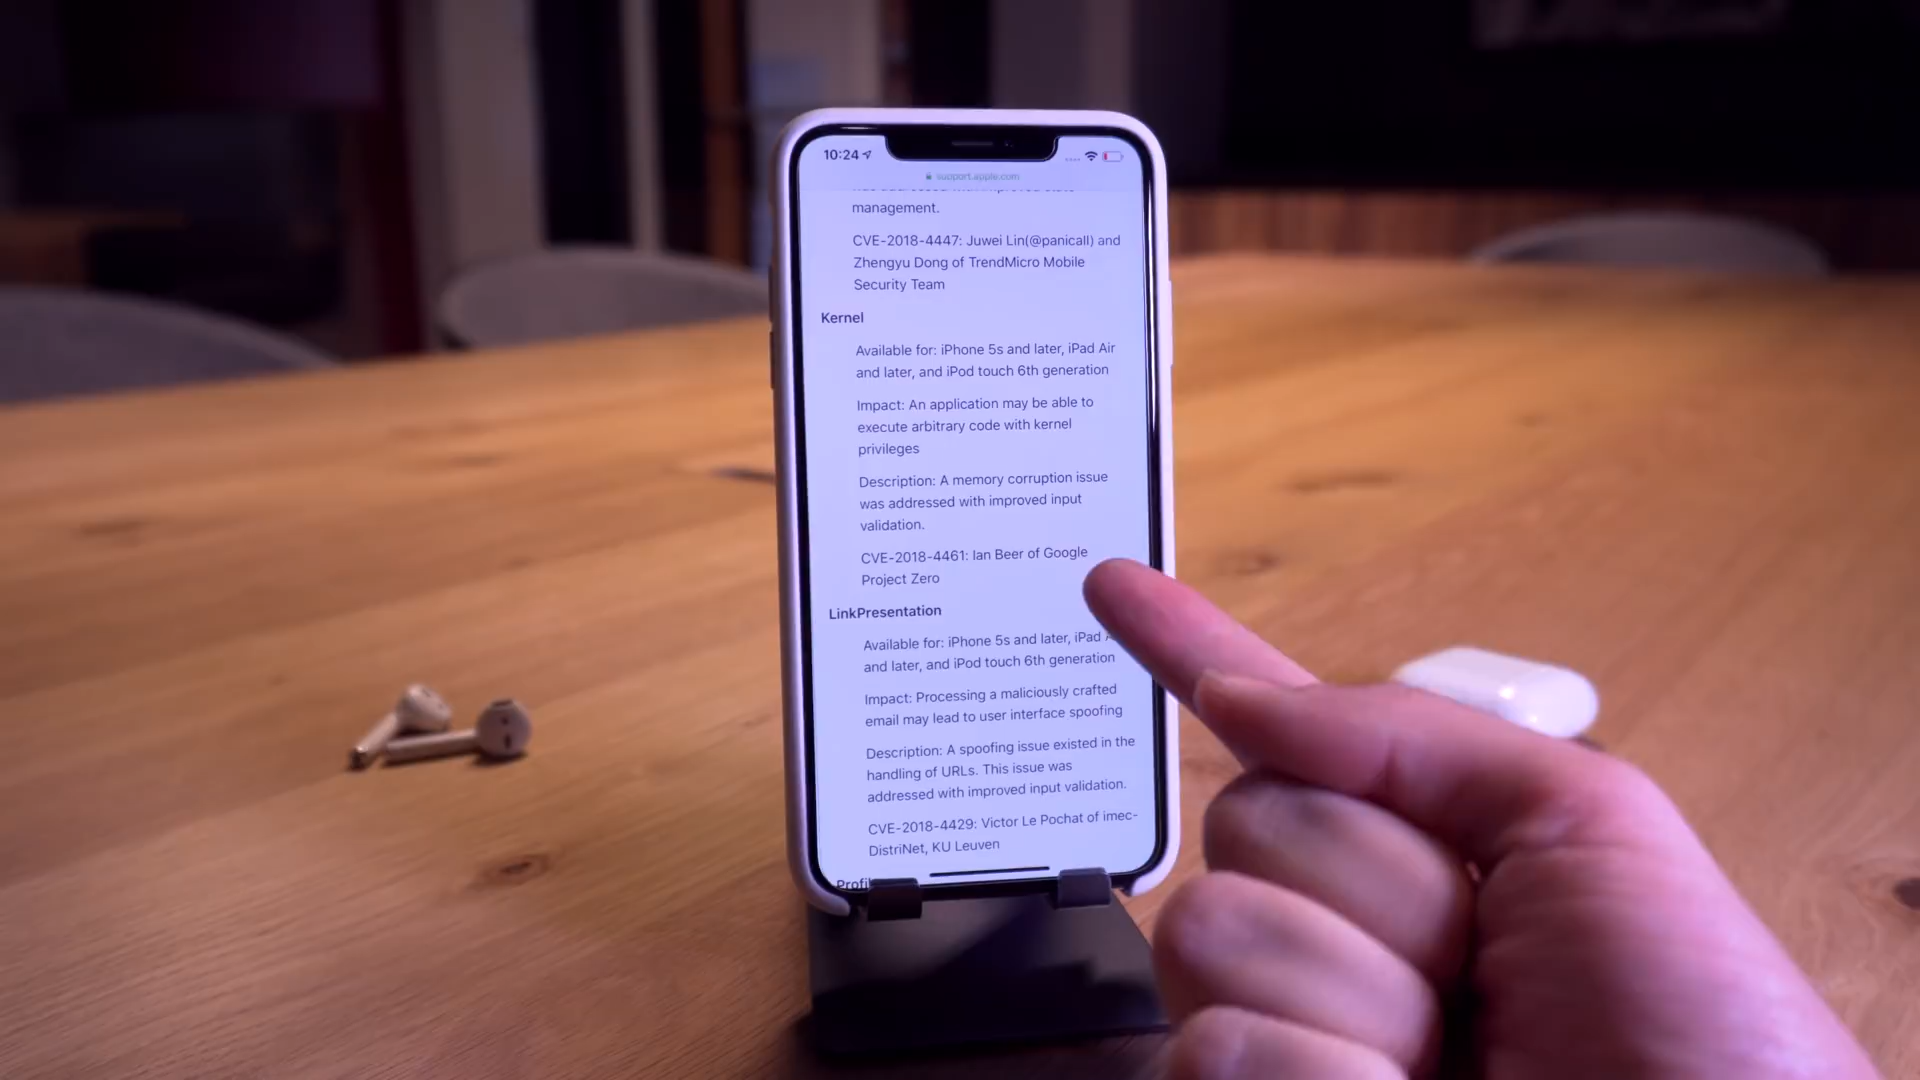 10:24
support.apple.com
management.
CVE-2018-4447: Juwei Lin(@panicall) and
Zhengyu Dong of TrendMicro Mobile
Security Team
Kernel
Available for: iPhone 5s and later, iPad Air
and later, and iPod touch 6th generation
Impact: An application may be able to
execute arbitrary code with kernel
privileges
Description: A memory corruption issue
was addressed with improved input
validation.
CVE-2018-4461: Ian Beer of Google
Project Zero
LinkPresentation
Available for: iPhone 5s and later, iPad
and later, and iPod touch 6th generation
Impact: Processing a maliciously crafted
email may lead to user interface spoofing
Description: A spoofing issue existed in the
handling of URLs. This issue was
addressed with improved input validation.
CVE-2018-4429: Victor Le Pochat of imec-
DistriNet, KU Leuven